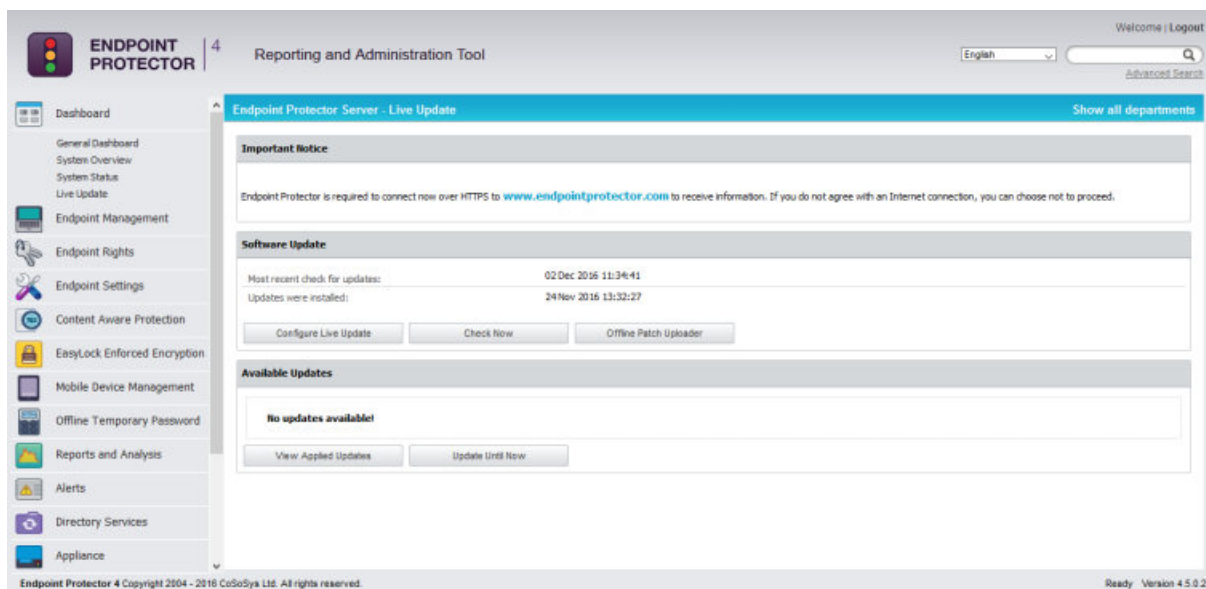 Welcome | Logout
ENDPOINT PROTECTOR 4
Reporting and Administration Tool
English
Advanced Search
Dashboard
General Dashboard
System Overview
System Status
Live Update
Endpoint Management
Endpoint Rights
Endpoint Settings
Content Aware Protection
EasyLock Enforced Encryption
Mobile Device Management
Offline Temporary Password
Reports and Analysis
Alerts
Directory Services
Appliance
Endpoint Protector Server - Live Update
Show all departments
Important Notice
Endpoint Protector is required to connect now over HTTPS to www.endpointprotector.com to receive information. If you do not agree with an Internet connection, you can choose not to proceed.
Software Update
Most recent check for updates: 02 Dec 2016 11:34:41
Updates were installed: 24 Nov 2016 13:32:27
Configure Live Update
Check Now
Offline Patch Uploader
Available Updates
No updates available!
View Applied Updates
Update Until Now
Endpoint Protector 4 Copyright 2004 - 2016 CoSoSys Ltd. All rights reserved.
Ready Version 4.5.0.2